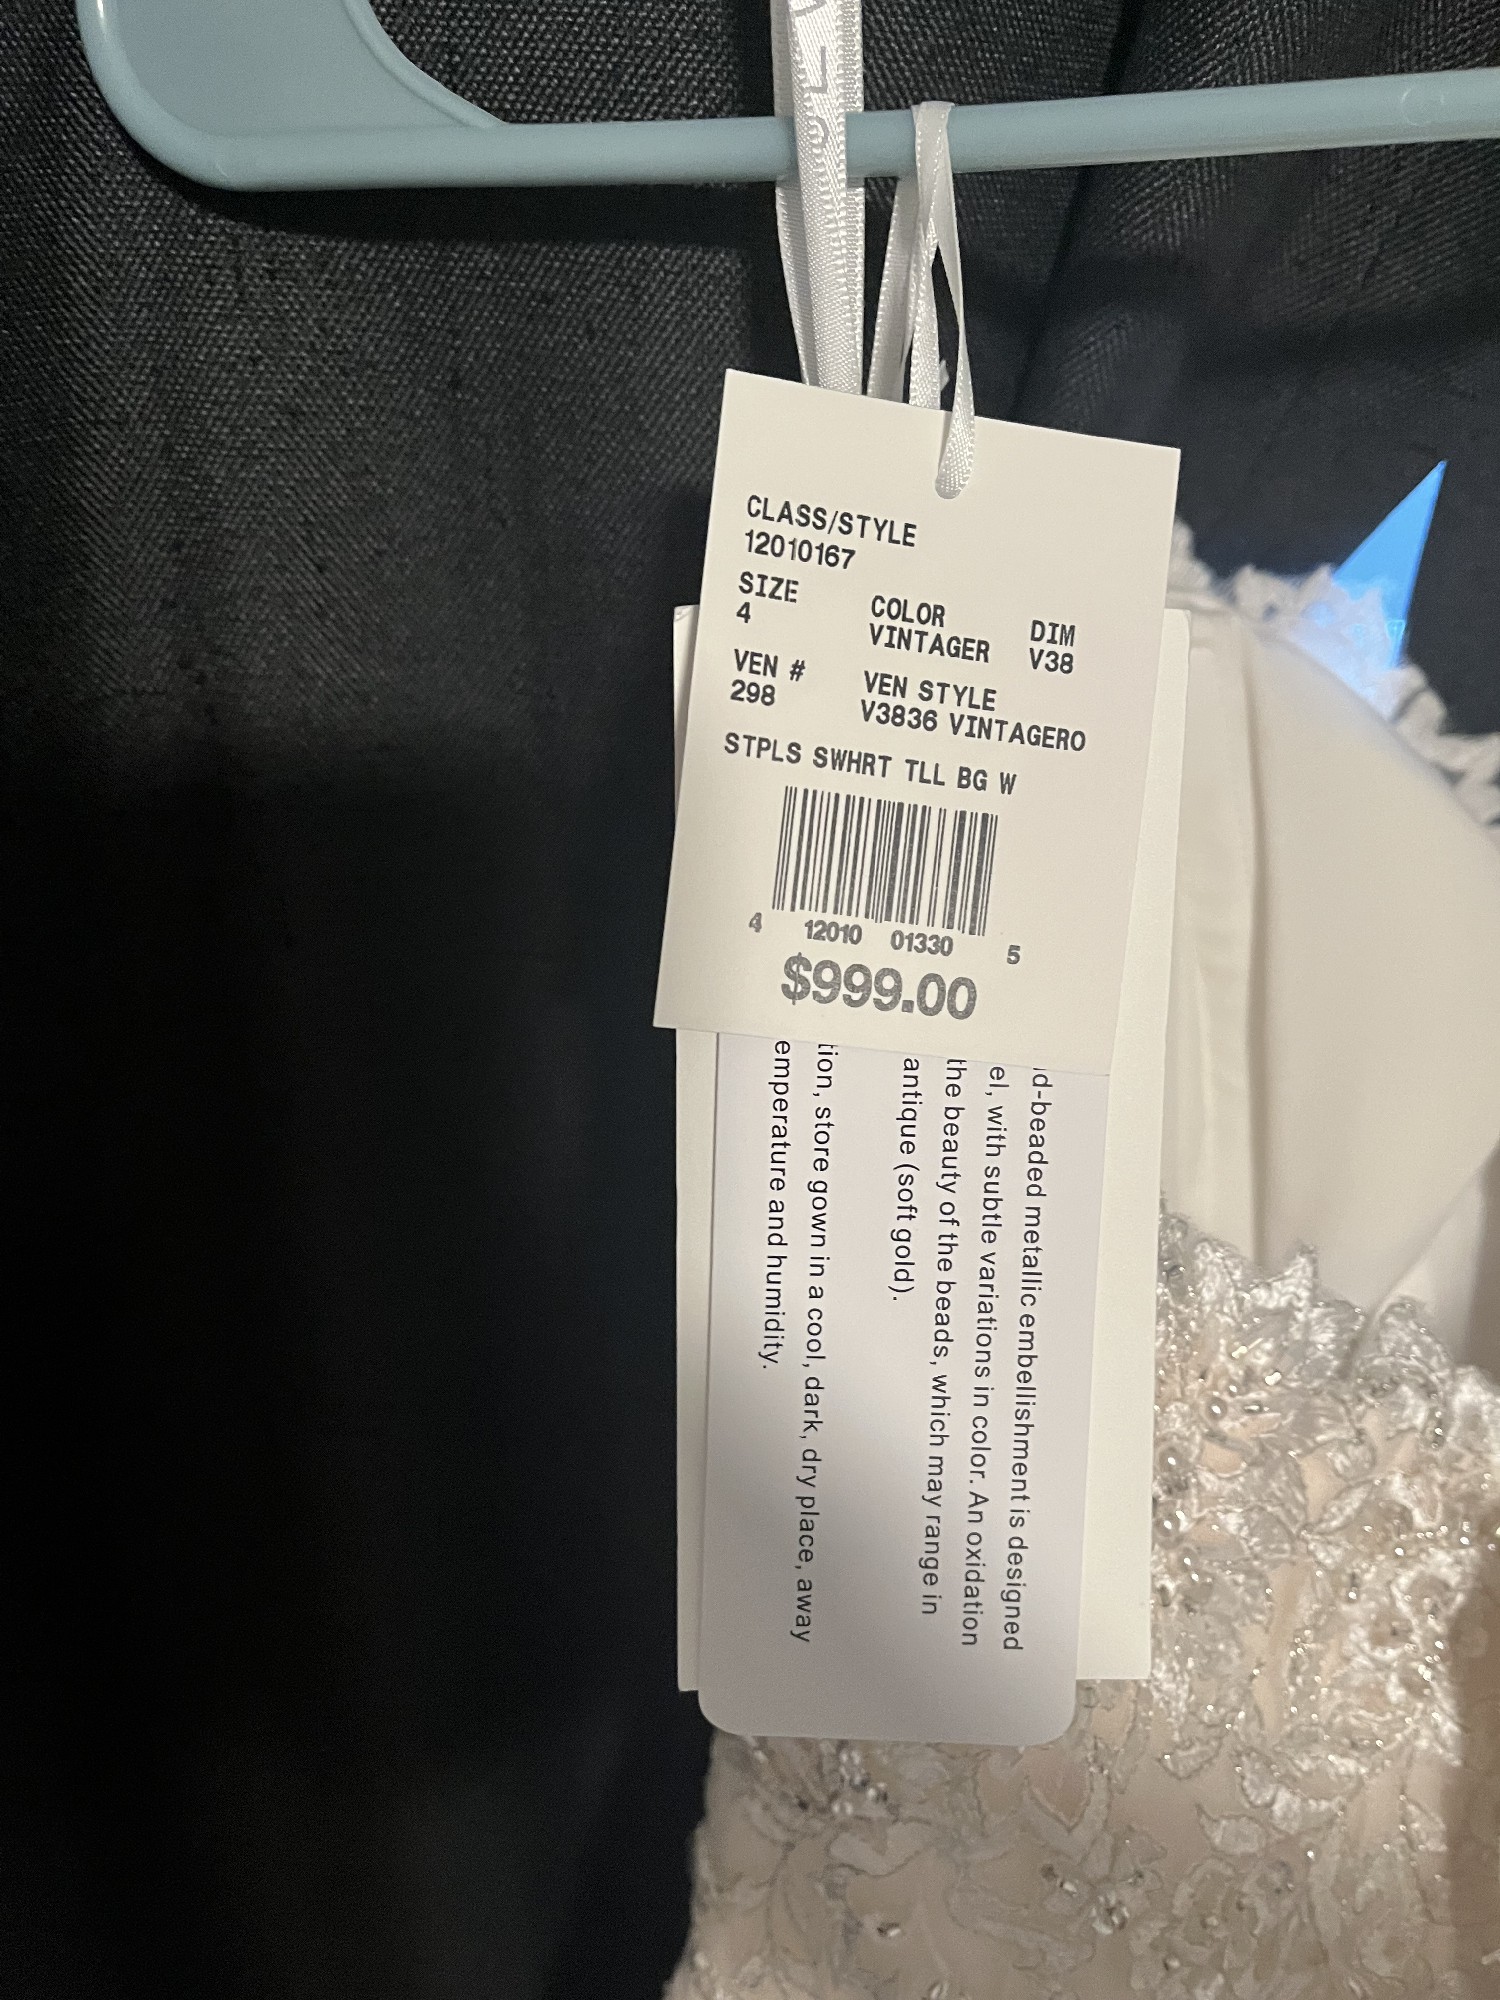 CLASS/STYLE
12010167
SIZE COLOR DIM
4 VINTAGER V38
VEN # VEN STYLE
298 V3836 VINTAGERO
STPLS SWHRT TLL BG W
4 12010 01330 5
$999.00
d-beaded metallic embellishment is designed
el, with subtle variations in color. An oxidation
the beauty of the beads, which may range in
antique (soft gold).
tion, store gown in a cool, dark, dry place, away
emperature and humidity.